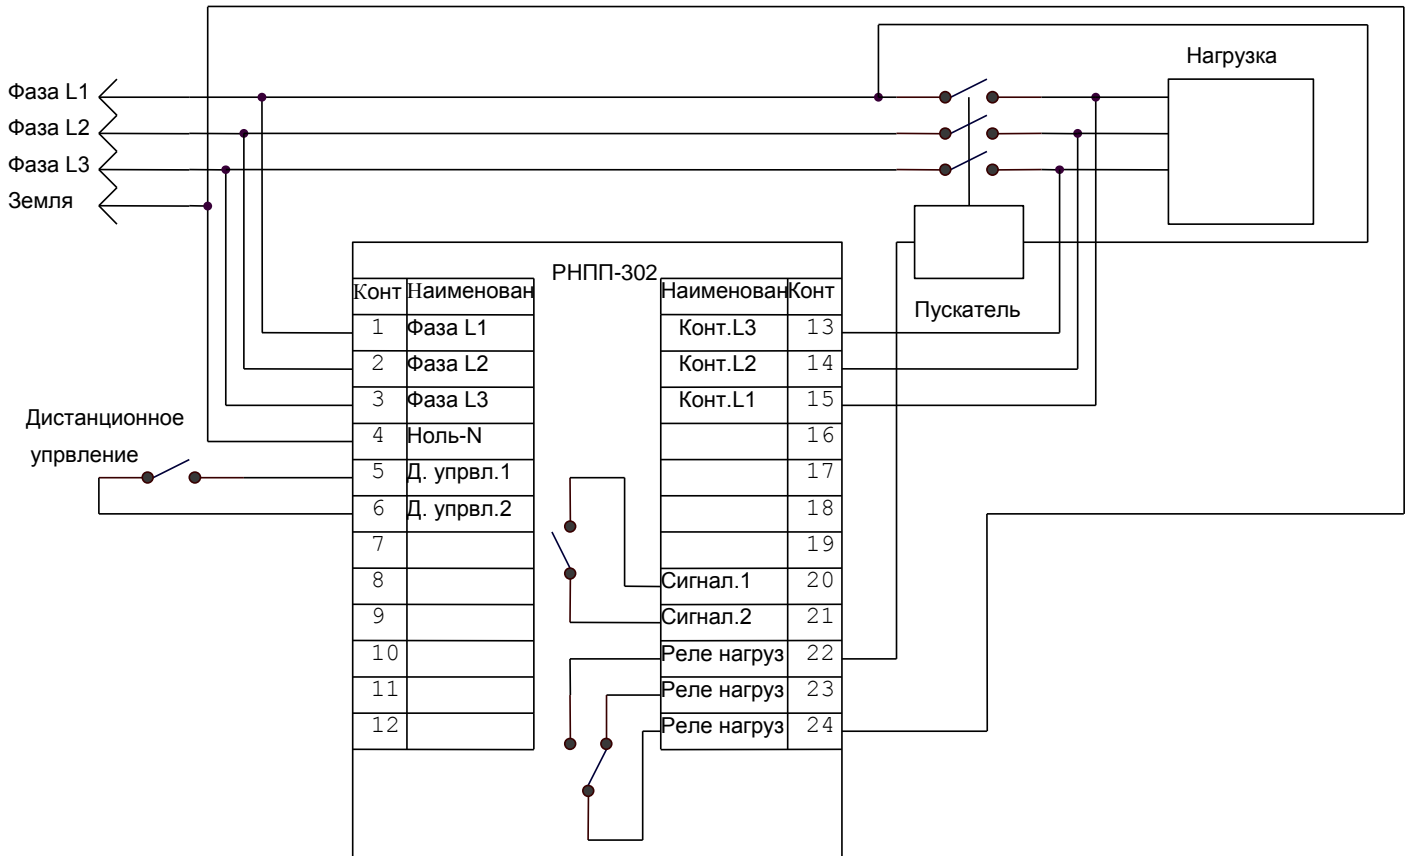 Нагрузка
Фаза L1
Фаза L2
Фаза L3
Земля
Пускатель
РНПП-302
Конт Наименован
1 Фаза L1
2 Фаза L2
3 Фаза L3
4 Ноль-N
5 Д. упрвл.1
6 Д. упрвл.2
7
8
9
10
11
12
Наименован Конт
Конт.L3 13
Конт.L2 14
Конт.L1 15
16
17
18
19
Сигнал.1 20
Сигнал.2 21
Реле нагруз 22
Реле нагруз 23
Реле нагруз 24
Дистанционное
упрвление